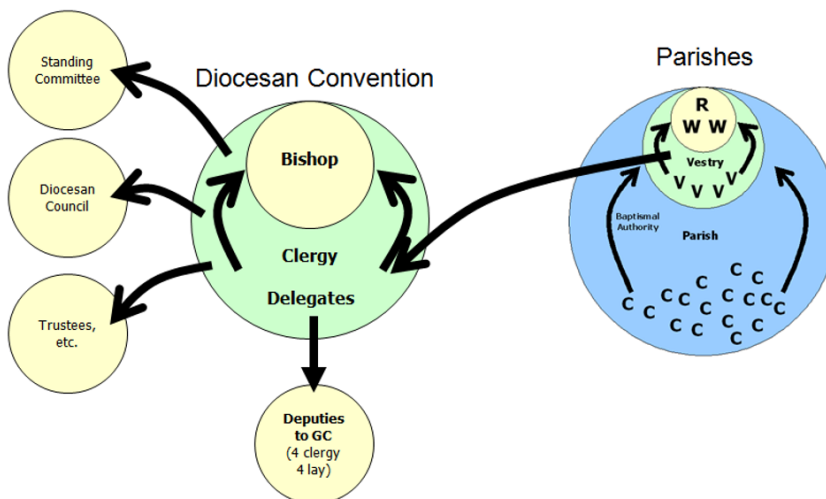 Standing
Committee
Diocesan
Council
Trustees,
etc.
Diocesan Convention
Bishop
Clergy
Delegates
Deputies
to GC
(4 clergy
4 lay)
Parishes
R
W W
Vestry
V V V V
Baptismal
Authority
Parish
C
C C
C C C C C C
C C C C
C C
C